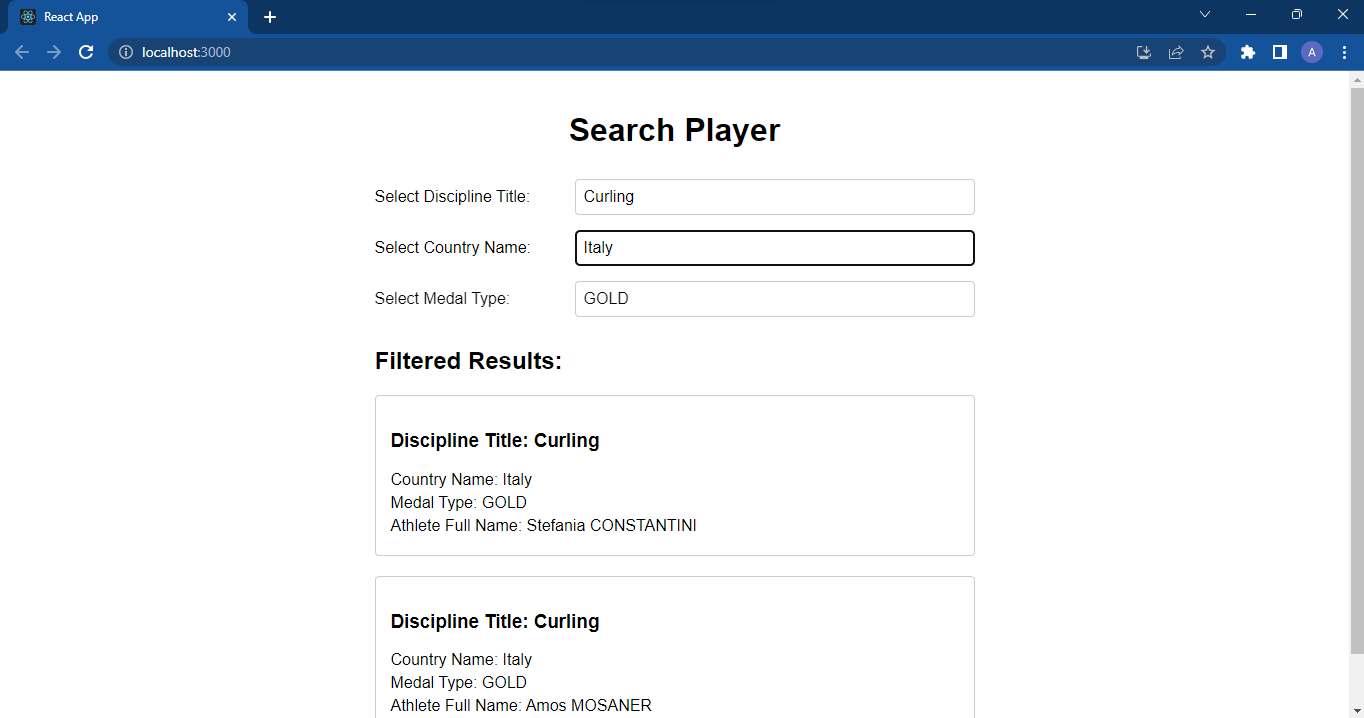 React App
localhost:3000
A
Search Player
Select Discipline Title:
Curling
Select Country Name:
Italy
Select Medal Type:
GOLD
Filtered Results:
Discipline Title: Curling
Country Name: Italy
Medal Type: GOLD
Athlete Full Name: Stefania CONSTANTINI
Discipline Title: Curling
Country Name: Italy
Medal Type: GOLD
Athlete Full Name: Amos MOSANER